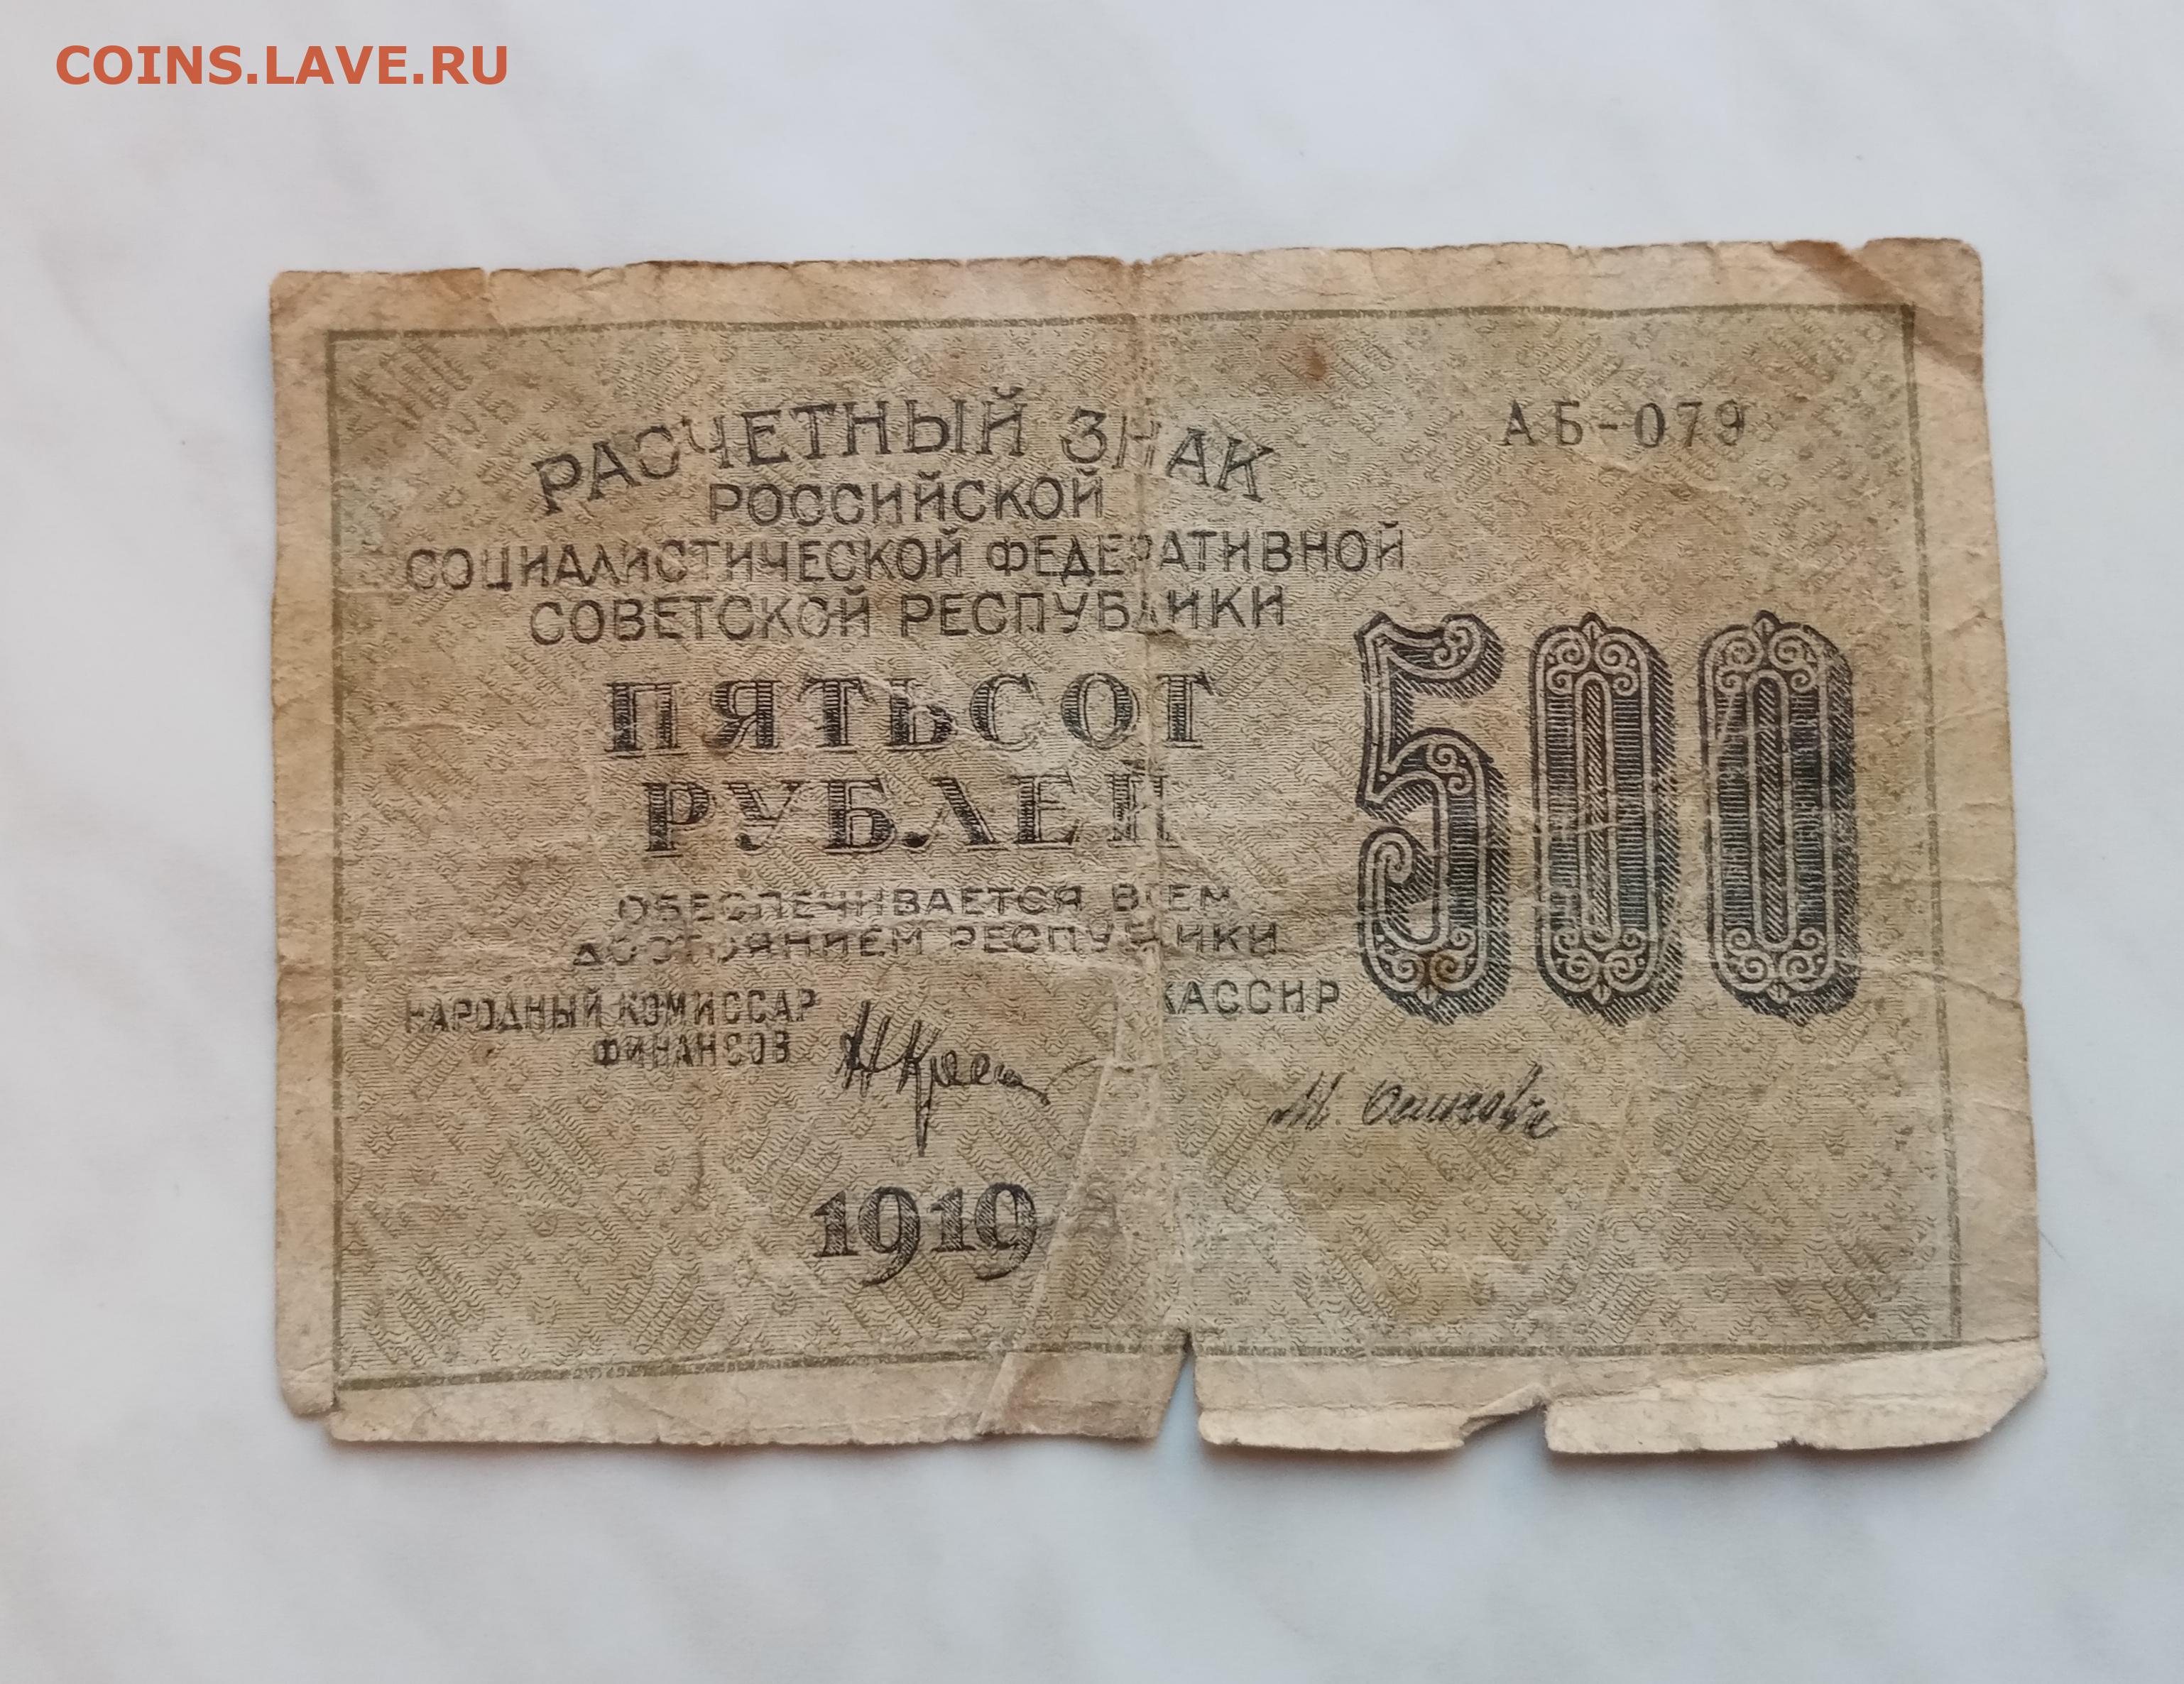 COINS.LAVE.RU
РАСЧЕТНЫЙ ЗНАК
АБ-079
РОССИЙСКОЙ
СОЦИАЛИСТИЧЕСКОЙ ФЕДЕРАТИВНОЙ
СОВЕТСКОЙ РЕСПУБЛИКИ
ПЯТЬСОТ
РУБЛЕЙ
500
ОБЕСПЕЧИВАЕТСЯ ВСЕМ
ДОСТОЯНИЕМ РЕСПУБЛИКИ
НАРОДНЫЙ КОМИССАР
ФИНАНСОВ
КАССИР
1919